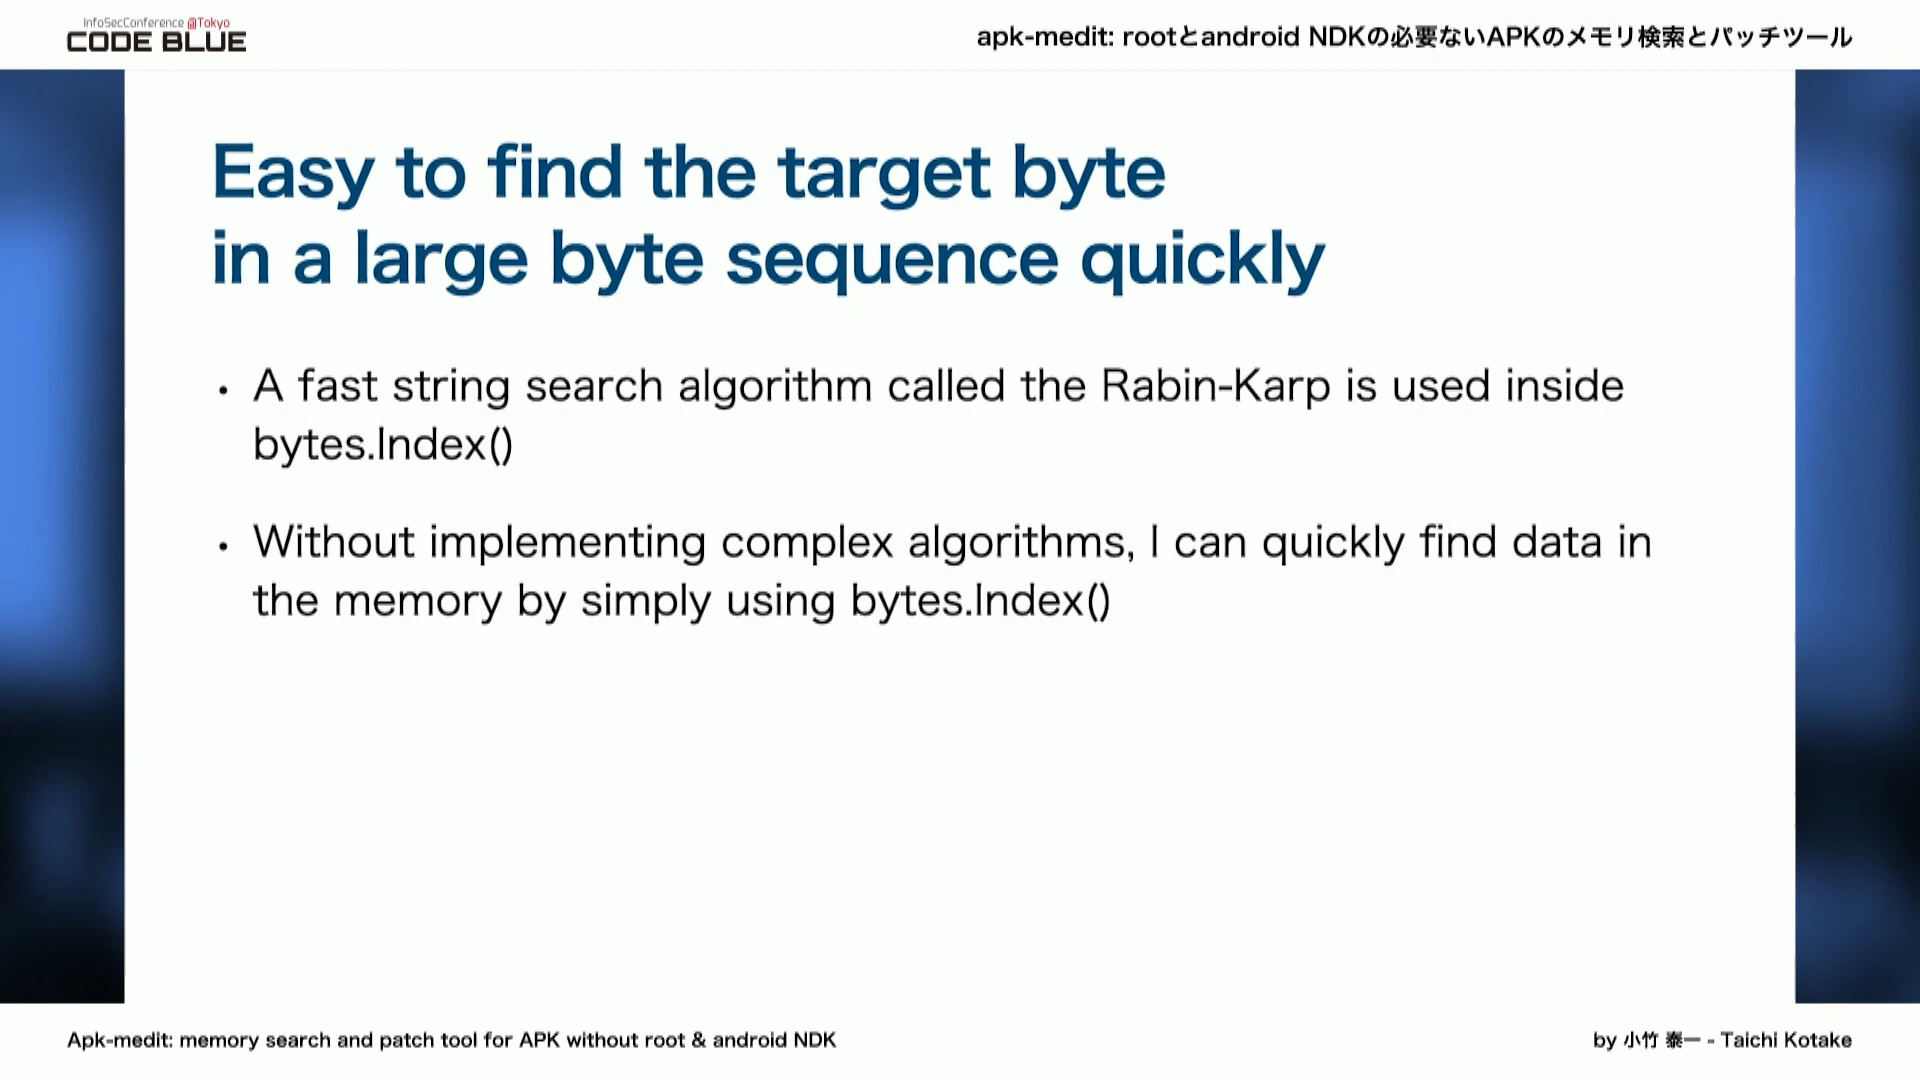 InfoSecConference @Tokyo
CODE BLUE
apk-medit: rootとandroid NDKの必要ないAPKのメモリ検索とパッチツール
Easy to find the target byte
in a large byte sequence quickly
・ A fast string search algorithm called the Rabin-Karp is used inside
bytes.Index()
・ Without implementing complex algorithms, I can quickly find data in
the memory by simply using bytes.Index()
Apk-medit: memory search and patch tool for APK without root & android NDK
by 小竹 泰一 - Taichi Kotake